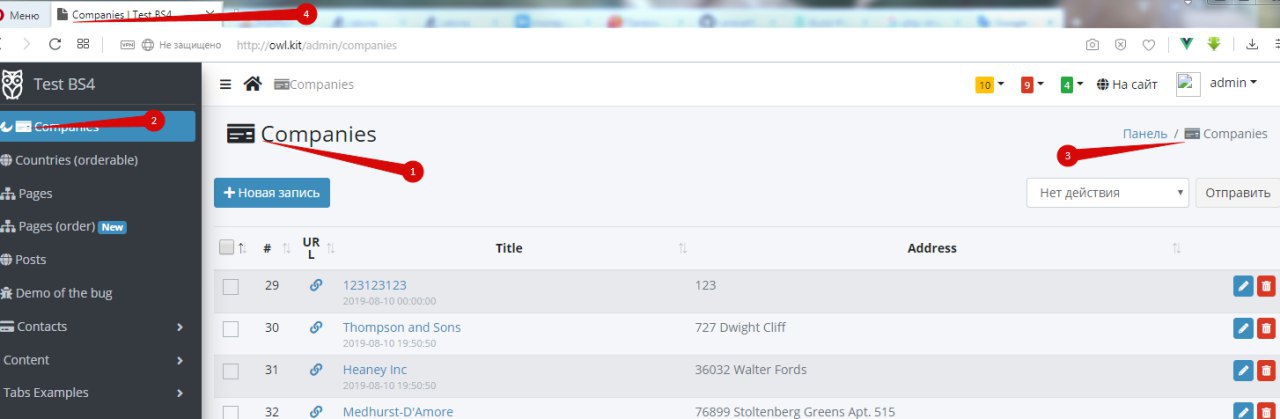 Меню
Companies | Test BS4
4
VPN
Не защищено
http://owl.kit/admin/companies
Test BS4
Companies
10
9
4
На сайт
admin
Companies
2
Companies
1
Панель / Companies
3
Countries (orderable)
Pages
Новая запись
Нет действия
Отправить
Pages (order) New
#
URL
Title
Address
Posts
Demo of the bug
29
123123123
123
2019-08-10 00:00:00
Contacts
30
Thompson and Sons
727 Dwight Cliff
2019-08-10 19:50:50
Content
31
Heaney Inc
36032 Walter Fords
2019-08-10 19:50:50
Tabs Examples
32
Medhurst-D'Amore
76899 Stoltenberg Greens Apt. 515